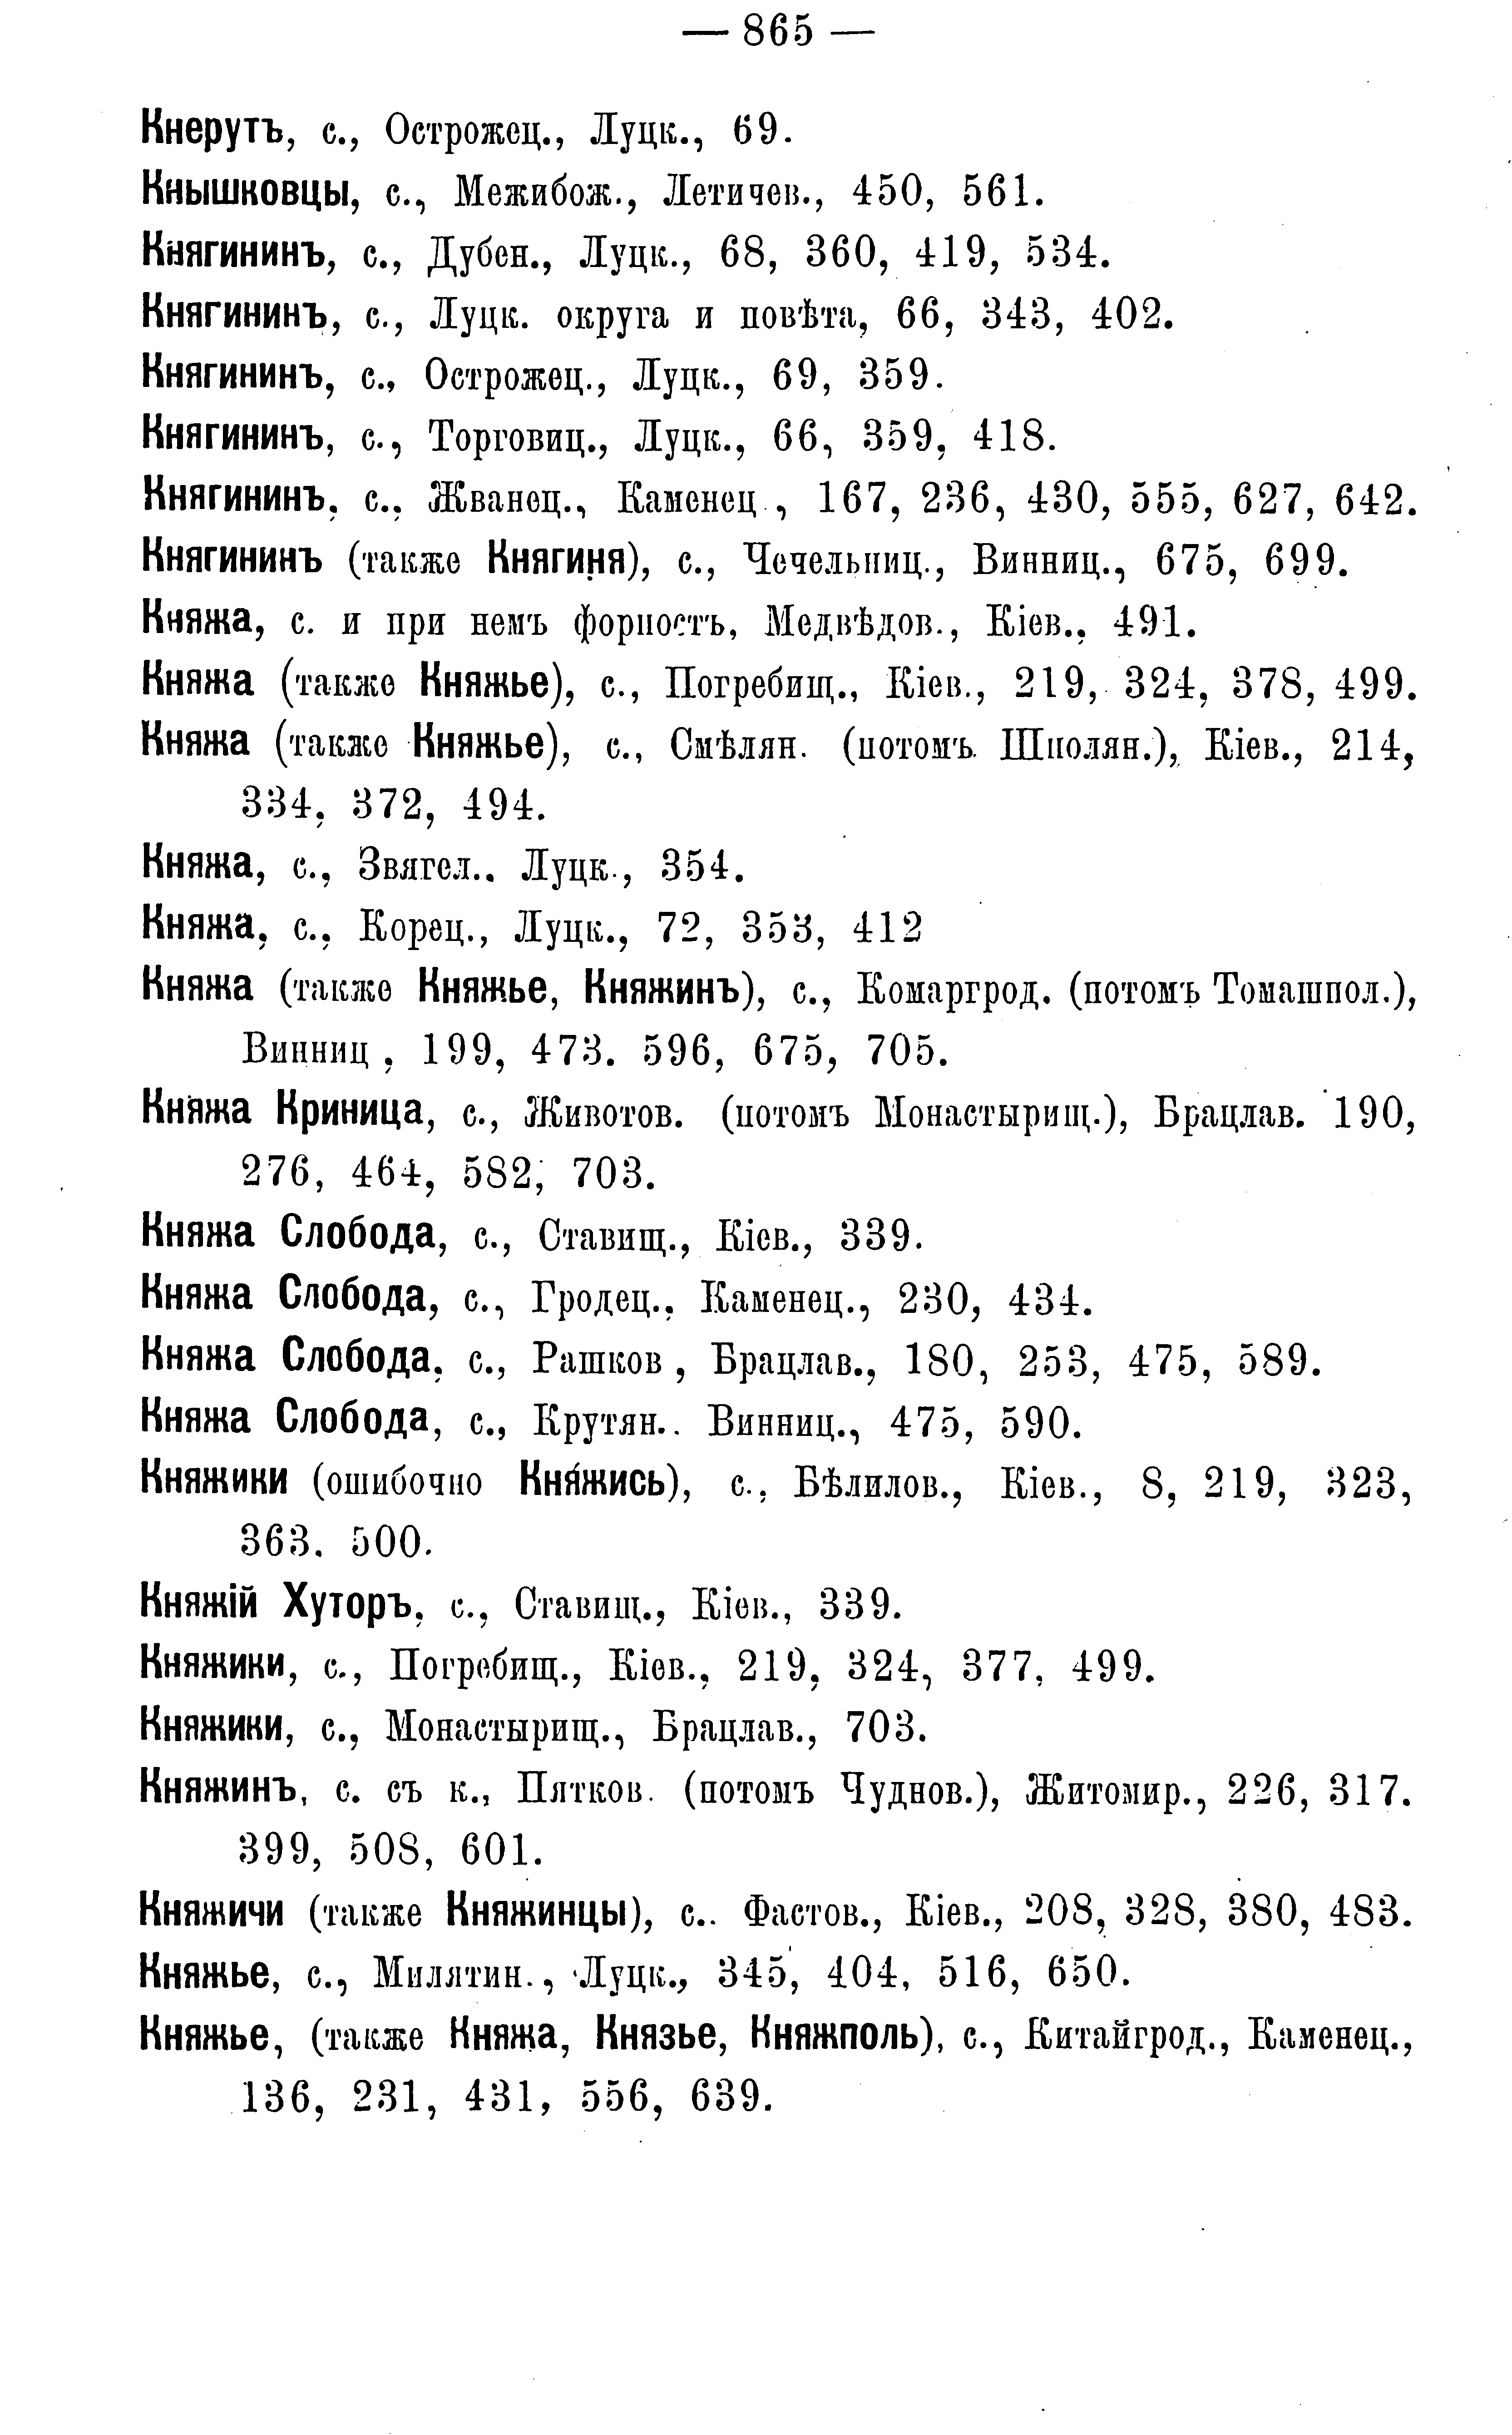 — 865 —
Кнерутъ, с., Острожец., Луцк., 69.
Кнышковцы, с., Межибож., Летичев., 450, 561.
Княгининъ, с., Дубен., Луцк., 68, 360, 419, 534.
Княгининъ, с., Луцк. округа и повѣта, 66, 343, 402.
Княгининъ, с., Острожец., Луцк., 69, 359.
Княгининъ, с., Торговиц., Луцк., 66, 359, 418.
Княгининъ, с., Жванец., Каменец., 167, 236, 430, 555, 627, 642.
Княгининъ (также Княгиня), с., Чечельниц., Винниц., 675, 699.
Княжа, с. и при немъ форпостъ, Медвѣдов., Кіев., 491.
Княжа (также Княжье), с., Погребищ., Кіев., 219, 324, 378, 499.
Княжа (также Княжье), с., Смѣлян. (потомъ Шполян.), Кіев., 214,
334, 372, 494.
Княжа, с., Звягел., Луцк., 354.
Княжа, с., Корец., Луцк., 72, 353, 412
Княжа (также Княжье, Княжинъ), с., Комаргрод. (потомъ Томашпол.),
Винниц., 199, 473. 596, 675, 705.
Княжа Криница, с., Животов. (потомъ Монастырищ.), Брацлав. 190,
276, 464, 582, 703.
Княжа Слобода, с., Ставищ., Кіев., 339.
Княжа Слобода, с., Гродец., Каменец., 230, 434.
Княжа Слобода, с., Рашков, Брацлав., 180, 253, 475, 589.
Княжа Слобода, с., Крутян.. Винниц., 475, 590.
Княжики (ошибочно Княжись), с., Бѣлилов., Кіев., 8, 219, 323,
363. 500.
Княжій Хуторъ, с., Ставищ., Кіев., 339.
Княжики, с., Погребищ., Кіев., 219, 324, 377, 499.
Княжики, с., Монастырищ., Брацлав., 703.
Княжинъ, с. съ к., Пятков. (потомъ Чуднов.), Житомир., 226, 317.
399, 508, 601.
Княжичи (также Княжинцы), с.. Фастов., Кіев., 208, 328, 380, 483.
Княжье, с., Милятин., Луцк., 345, 404, 516, 650.
Княжье, (также Княжа, Князье, Княжполь), с., Китайгрод., Каменец.,
136, 231, 431, 556, 639.